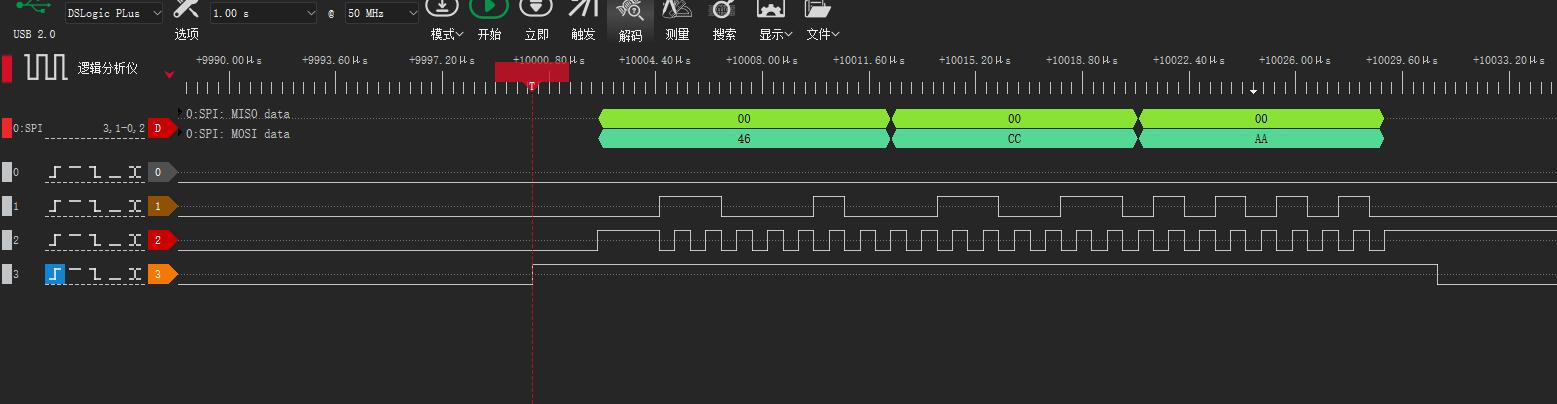 DSLogic PLus 1.00 s @ 50 MHz
USB 2.0 选项 模式 开始 立即 触发 解码 测量 搜索 显示 文件
逻辑分析仪
+9990.00μs +9993.60μs +9997.20μs +10000.80μs +10004.40μs +10008.00μs +10011.60μs +10015.20μs +10018.80μs +10022.40μs +10026.00μs +10029.60μs +10033.20μs
T
0:SPI: MISO data 00 00 00
0:SPI 3,1-0,2 D
0:SPI: MOSI data 46 CC AA
0 0
1 1
2 2
3 3